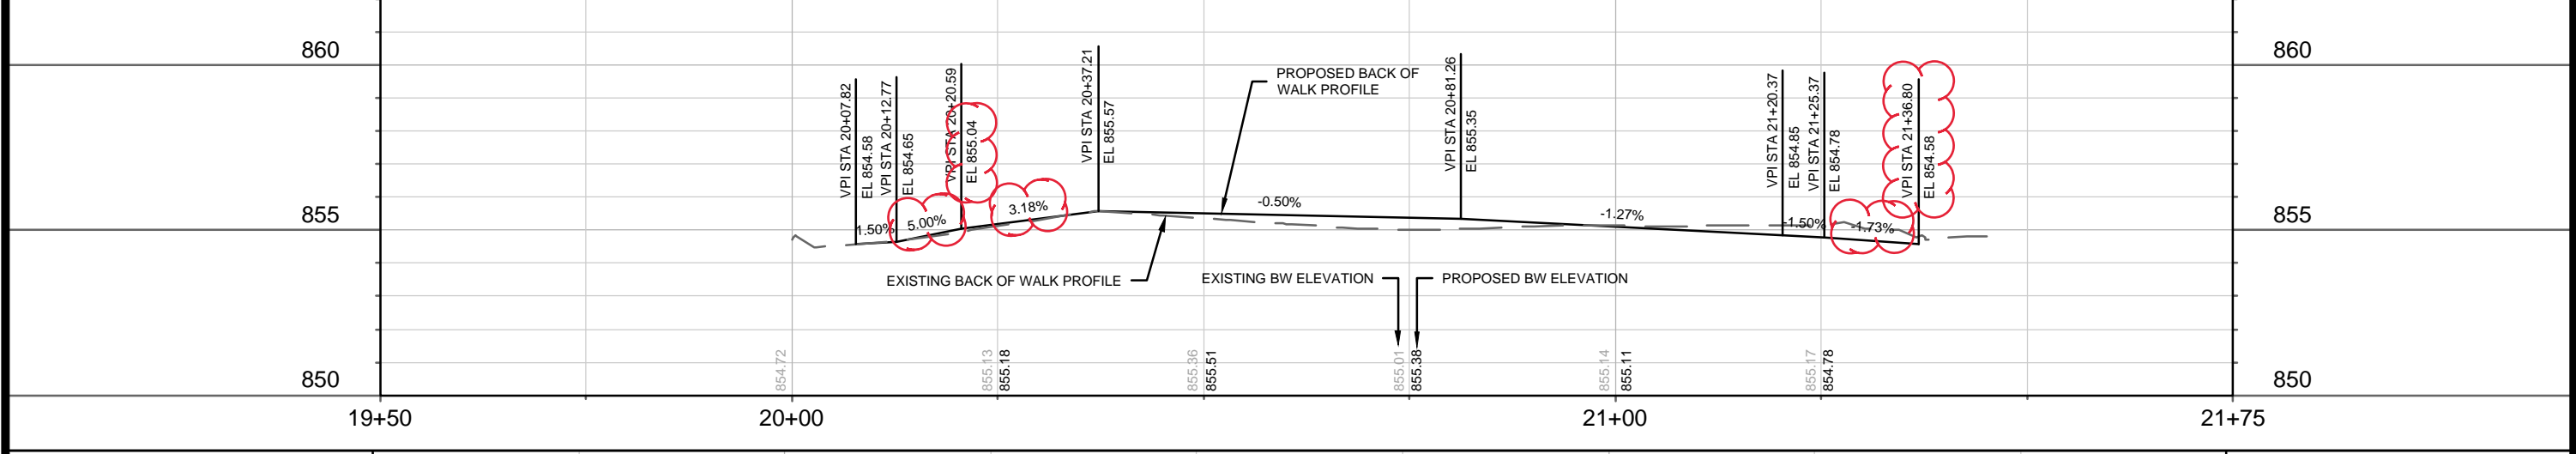 860
860
855
855
850
850
VPI STA 20+07.82
EL 854.58
VPI STA 20+12.77
EL 854.65
VPI STA 20+20.59
EL 855.04
VPI STA 20+37.21
EL 855.57
PROPOSED BACK OF
WALK PROFILE
VPI STA 20+81.26
EL 855.35
VPI STA 21+20.37
EL 854.85
VPI STA 21+25.37
EL 854.78
VPI STA 21+36.80
EL 854.58
1.50%
5.00%
3.18%
-0.50%
-1.27%
-1.50%
-1.73%
EXISTING BACK OF WALK PROFILE
EXISTING BW ELEVATION
PROPOSED BW ELEVATION
854.72
855.13
855.18
855.36
855.51
855.01
855.38
855.14
855.11
855.17
854.78
19+50
20+00
21+00
21+75